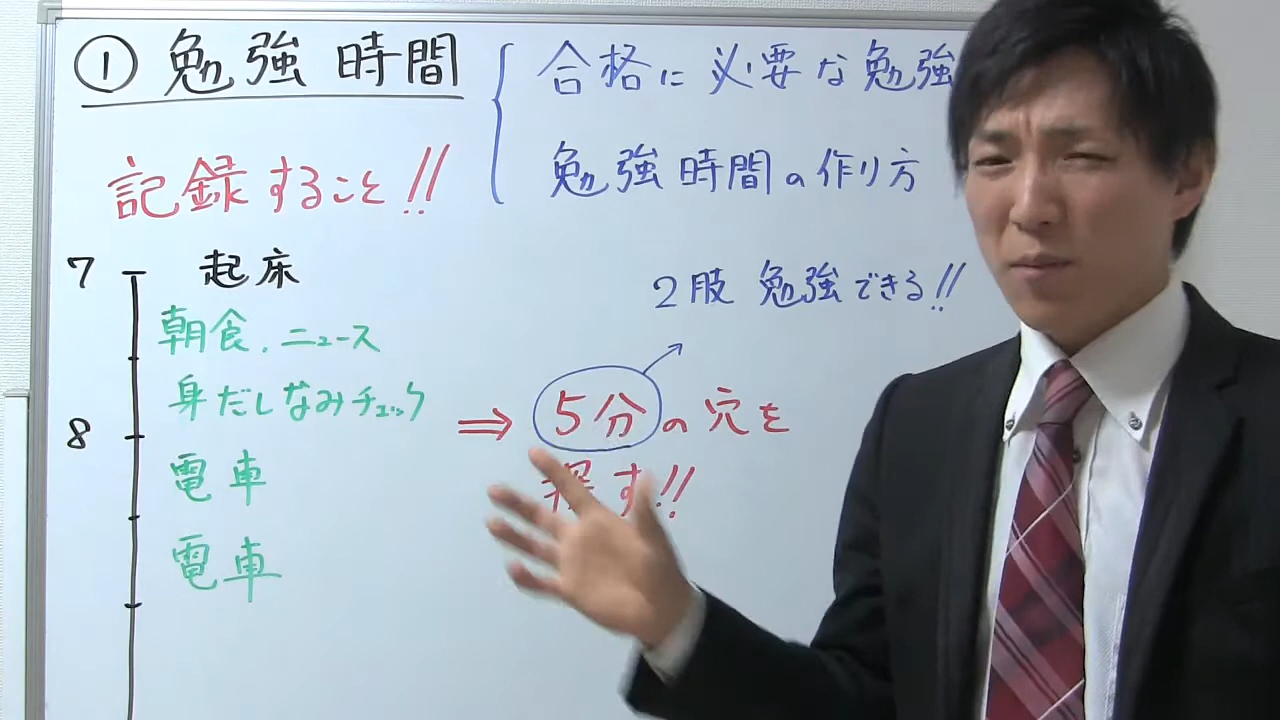 ① 勉強時間
合格に必要な勉強
勉強時間の作り方
記録すること!!
7 起床
朝食、ニュース
身だしなみチェック
8
電車
電車
⇒ 5分の穴を
探す!!
2肢 勉強できる!!